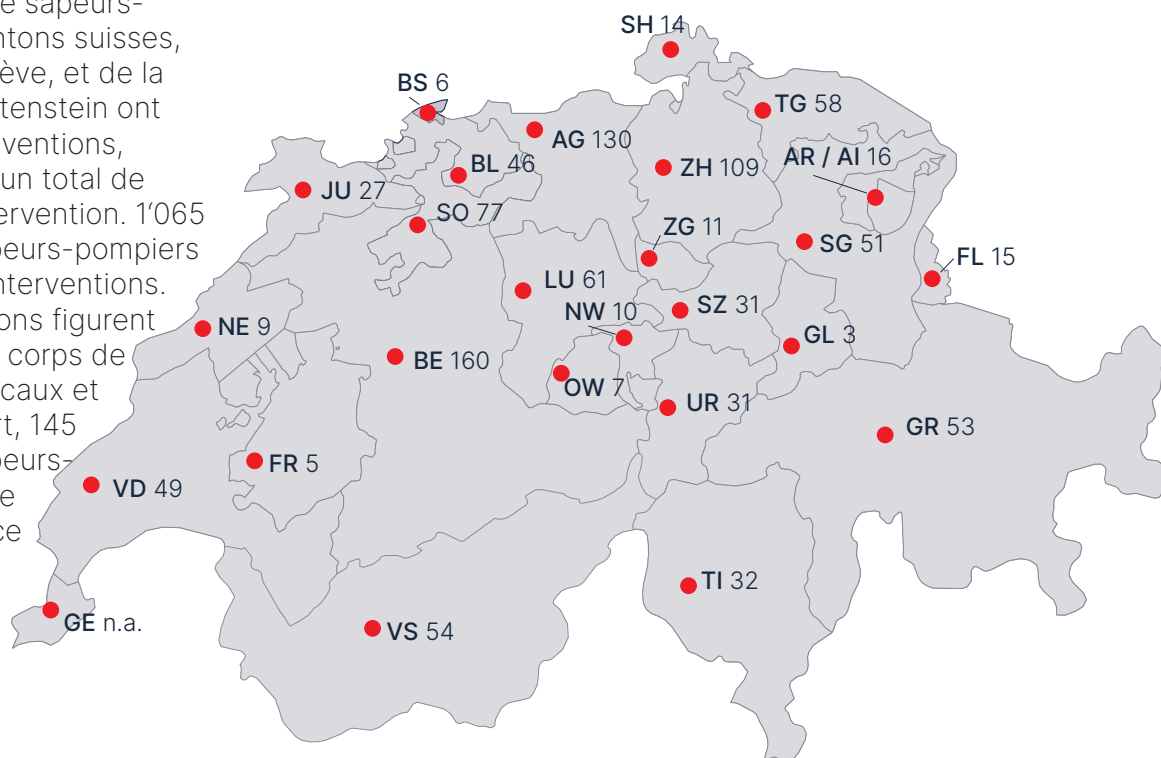 e sapeurs-
ntons suisses,
ève, et de la
tenstein ont
ventions,
un total de
ervention. 1‘065
eurs-pompiers
nterventions.
ons figurent
corps de
caux et
t, 145
eurs-
e
ce
SH 14
BS 6
TG 58
AG 130
AR / AI 16
BL 46
ZH 109
JU 27
SO 77
ZG 11
SG 51
FL 15
LU 61
NW 10
SZ 31
NE 9
GL 3
BE 160
OW 7
UR 31
GR 53
FR 5
VD 49
TI 32
GE n.a.
VS 54